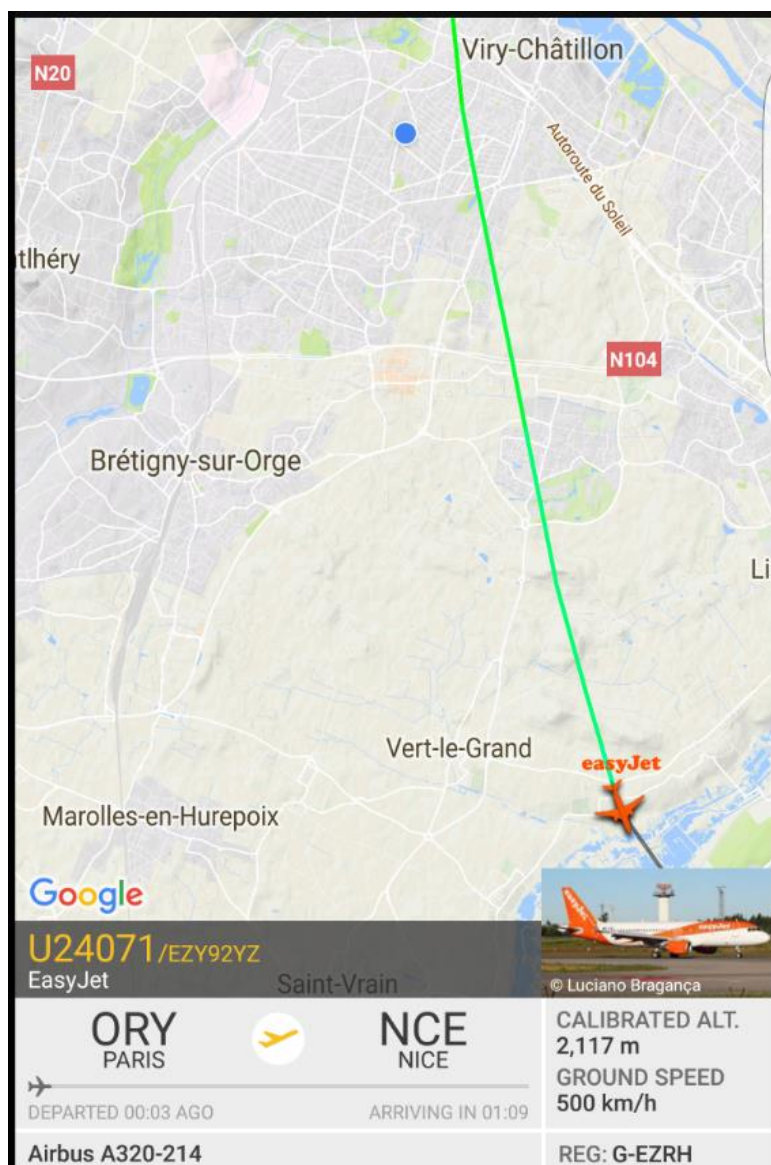 Viry-Châtillon
N20
Autoroute du Soleil
tlhéry
N104
Brétigny-sur-Orge
Li
Vert-le-Grand
easyJet
Marolles-en-Hurepoix
Google
easyJet
U24071/EZY92YZ
EasyJet
Saint-Vrain
© Luciano Bragança
ORY
PARIS
NCE
NICE
CALIBRATED ALT.
2,117 m
GROUND SPEED
500 km/h
DEPARTED 00:03 AGO
ARRIVING IN 01:09
Airbus A320-214
REG: G-EZRH